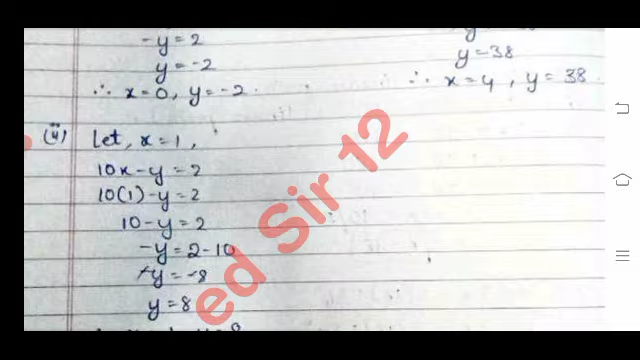 -y = 2
y = -2
∴ x = 0, y = -2.
y = 38
∴ x = 4, y = 38.
(ii) Let, x = 1,
10x - y = 2
10(1) - y = 2
10 - y = 2
-y = 2 - 10
+y = -8
y = 8
ed Sir 12